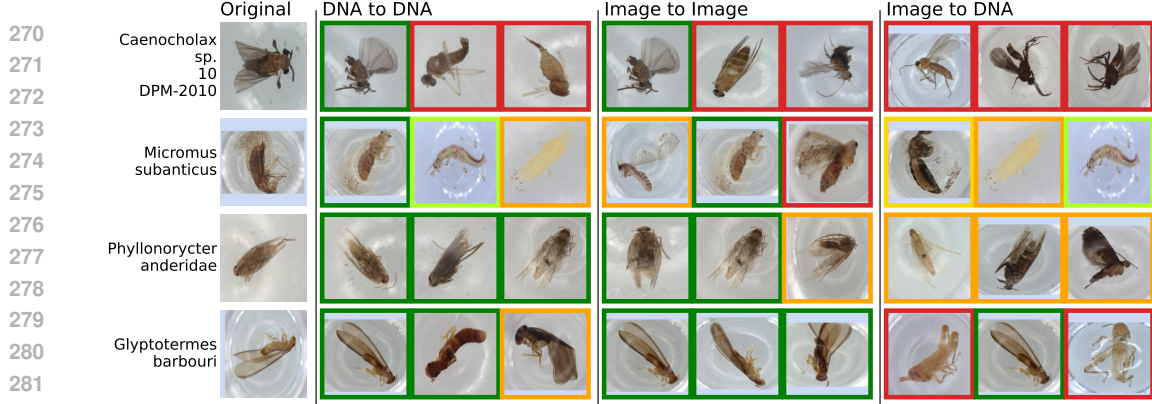 Original DNA to DNA Image to Image Image to DNA
270
Caenocholax
271
sp.
10
272
DPM-2010
273
Micromus
274
subanticus
275
276
Phyllonorycter
277
anderidae
278
279
Glyptotermes
280
barbouri
281